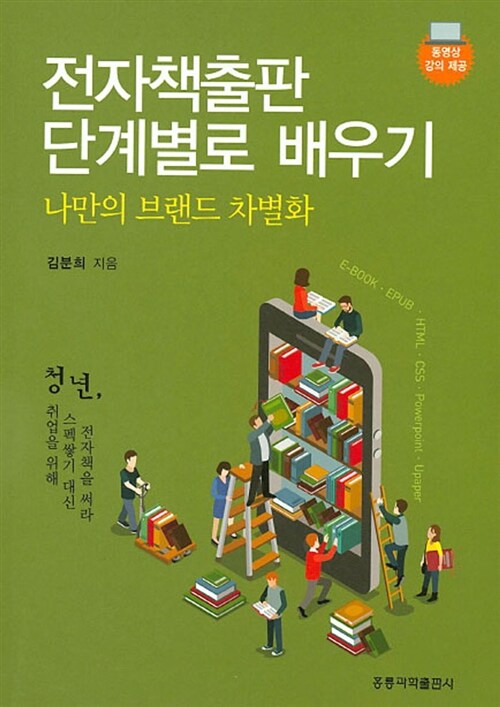 동영상
강의 제공
전자책출판
단계별로 배우기
나만의 브랜드 차별화
김분희 지음
E-BOOK · EPUB · HTML · CSS · Powerpoint · Upaper
청년,
취업을 위해
스펙쌓기 대신
전자책을 써라
홍릉과학출판사